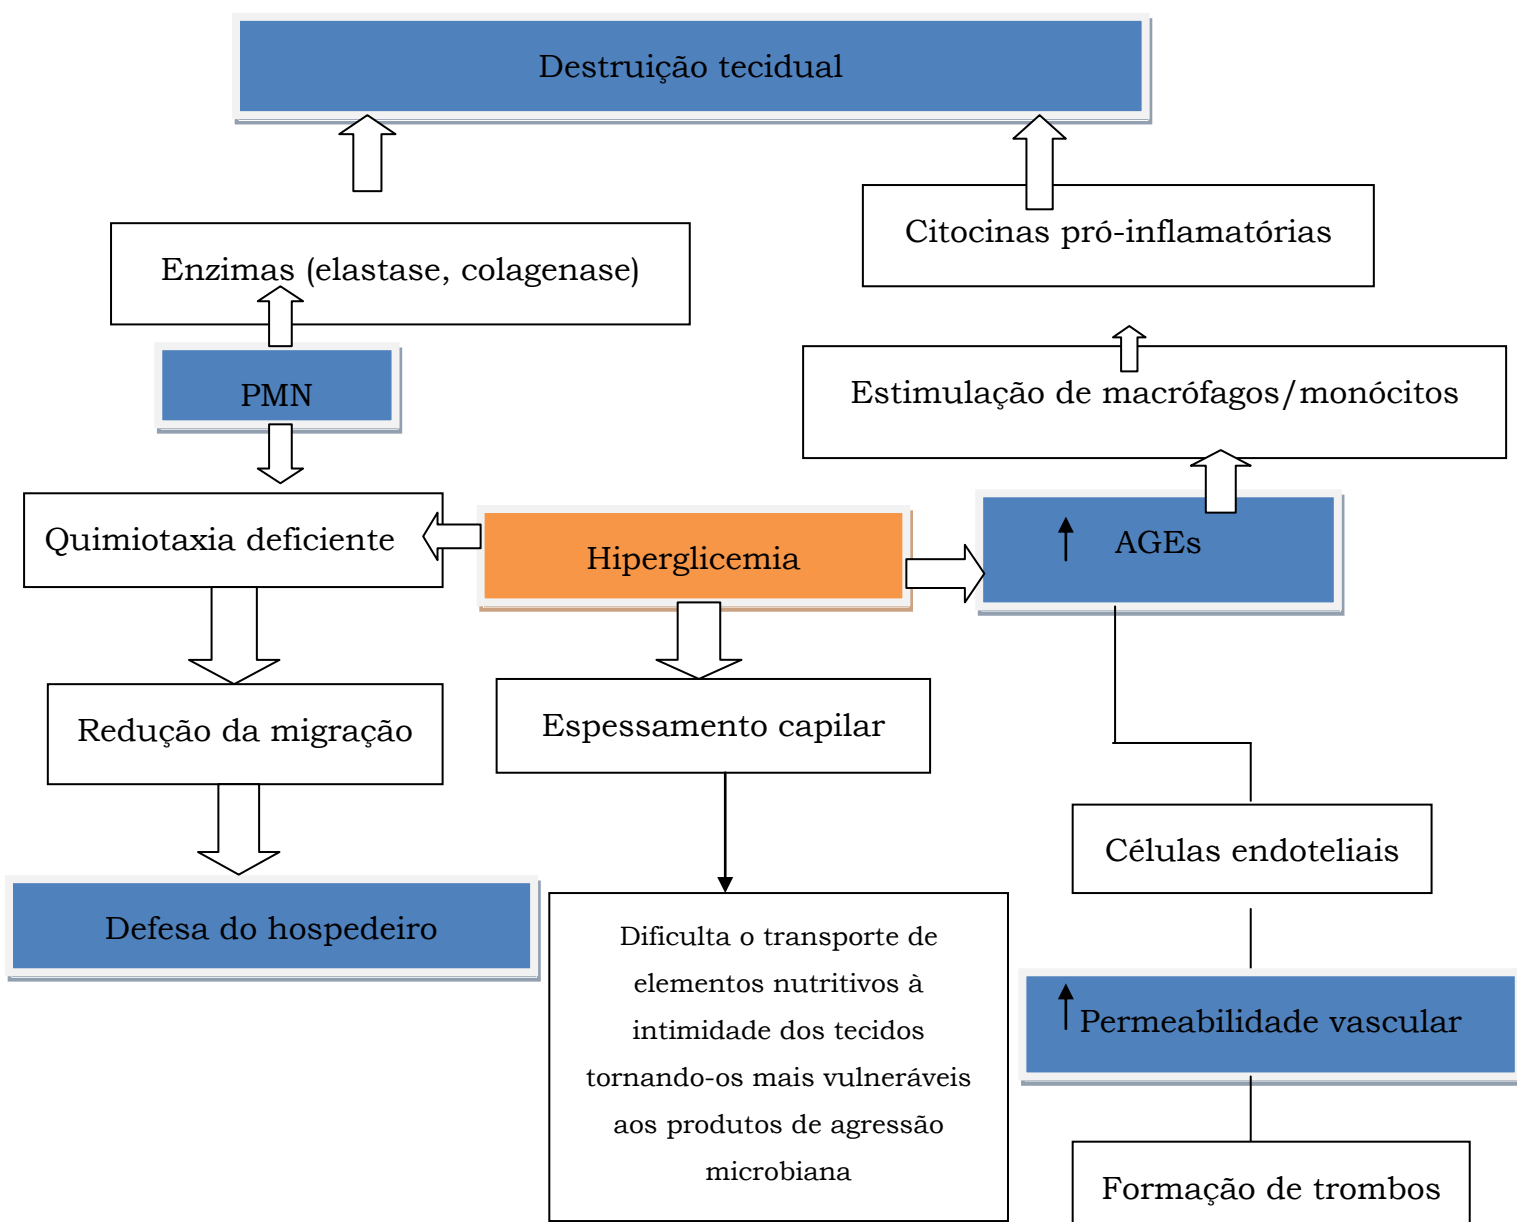 Destruição tecidual
Citocinas pró-inflamatórias
Enzimas (elastase, colagenase)
PMN
Estimulação de macrófagos/monócitos
Quimiotaxia deficiente
Hiperglicemia
AGEs
Redução da migração
Espessamento capilar
Células endoteliais
Defesa do hospedeiro
Dificulta o transporte de
elementos nutritivos à
intimidade dos tecidos
tornando-os mais vulneráveis
aos produtos de agressão
microbiana
Permeabilidade vascular
Formação de trombos